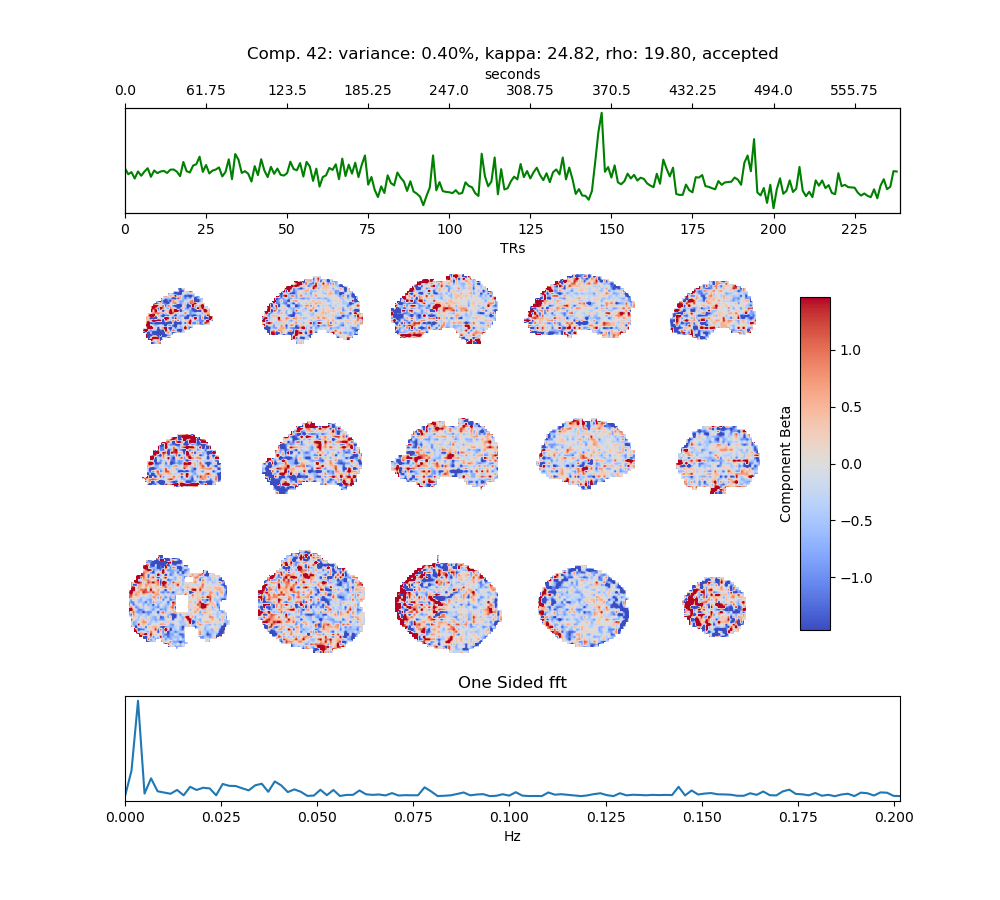 Comp. 42: variance: 0.40%, kappa: 24.82, rho: 19.80, accepted
seconds
0.0 61.75 123.5 185.25 247.0 308.75 370.5 432.25 494.0 555.75
0 25 50 75 100 125 150 175 200 225
TRs
1.0
0.5
0.0
−0.5
−1.0
Component Beta
One Sided fft
0.000 0.025 0.050 0.075 0.100 0.125 0.150 0.175 0.200
Hz